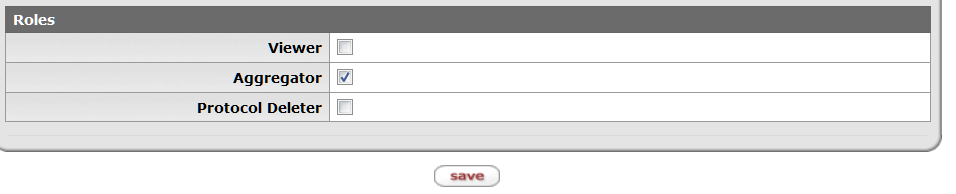 Roles
Viewer
Aggregator
Protocol Deleter
save